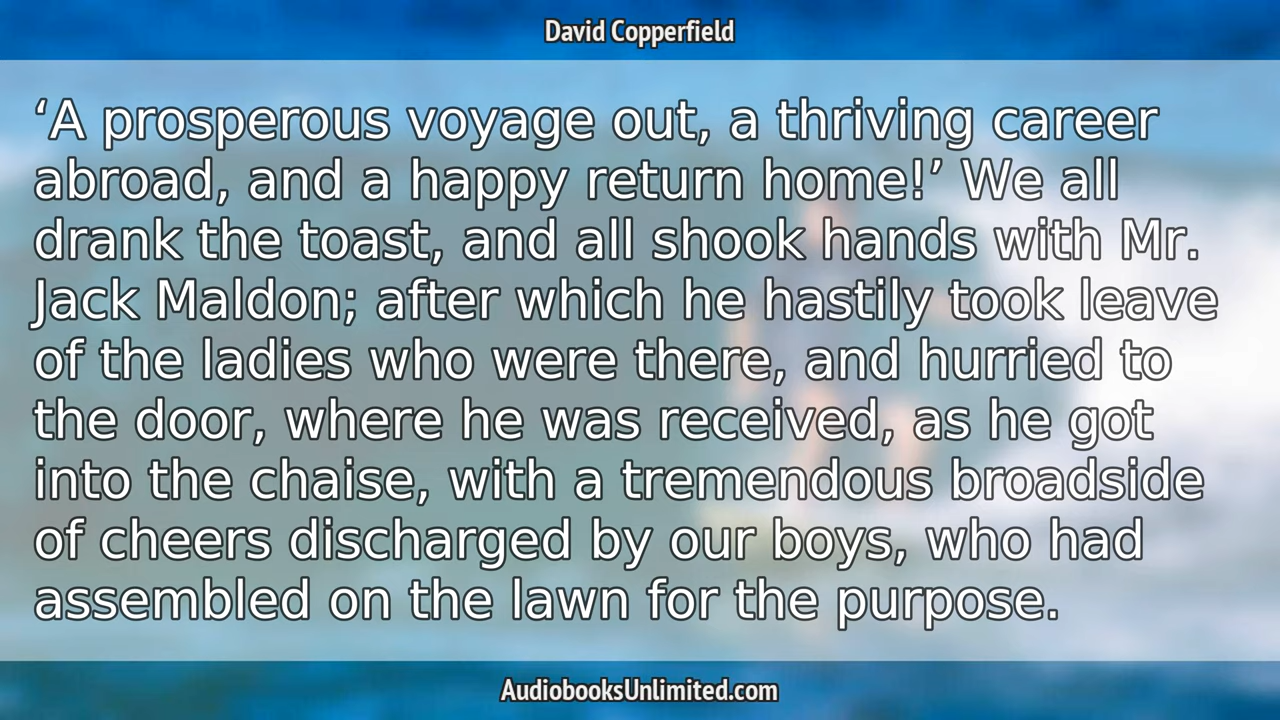 David Copperfield
‘A prosperous voyage out, a thriving career
abroad, and a happy return home!’ We all
drank the toast, and all shook hands with Mr.
Jack Maldon; after which he hastily took leave
of the ladies who were there, and hurried to
the door, where he was received, as he got
into the chaise, with a tremendous broadside
of cheers discharged by our boys, who had
assembled on the lawn for the purpose.
AudiobooksUnlimited.com